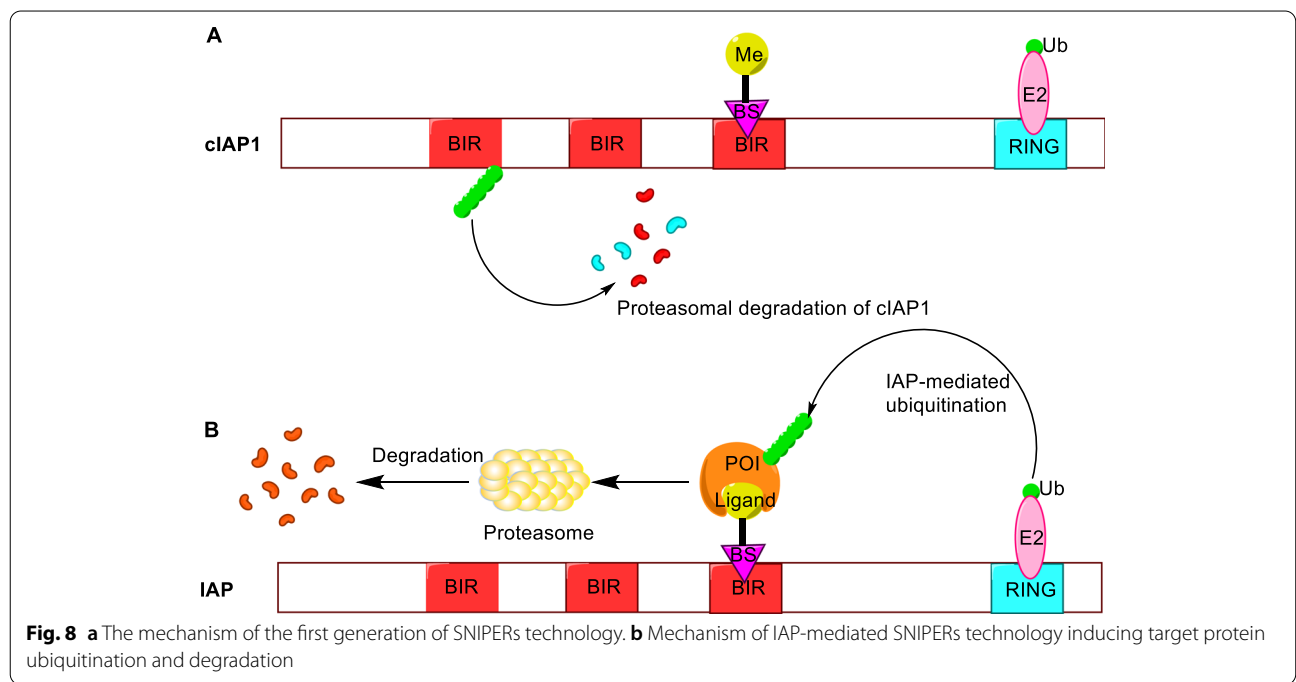 A
Me
Ub
BS
E2
cIAP1
BIR
BIR
BIR
RING
Proteasomal degradation of cIAP1
IAP-mediated
ubiquitination
B
Degradation
POI
Ligand
Ub
Proteasome
E2
BS
IAP
BIR
BIR
BIR
RING
Fig. 8 a The mechanism of the first generation of SNIPERs technology. b Mechanism of IAP-mediated SNIPERs technology inducing target protein
ubiquitination and degradation